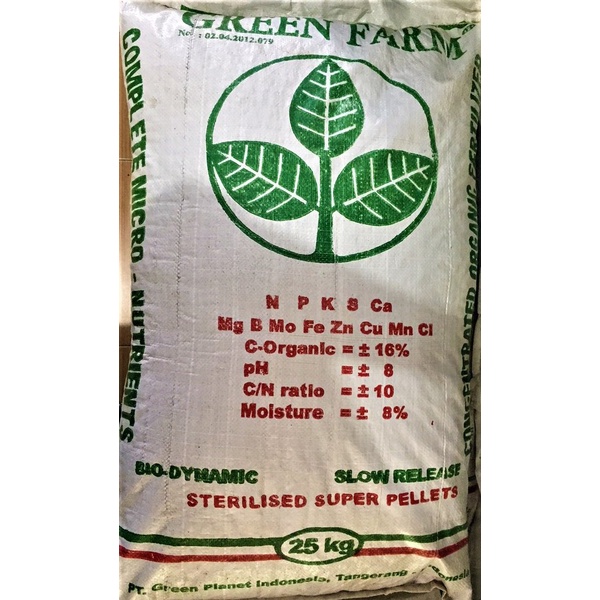 GREEN FARM
No. : 02.04.2012.079
COMPLETE MICRO - NUTRIENTS
CONCENTRATED ORGANIC FERTILIZER
N P K S Ca
Mg B Mo Fe Zn Cu Mn Cl
C-Organic = ± 16%
pH = ± 8
C/N ratio = ± 10
Moisture = ± 8%
BIO-DYNAMIC SLOW RELEASE
STERILISED SUPER PELLETS
25 kg
PT. Green Planet Indonesia, Tangerang - Indonesia